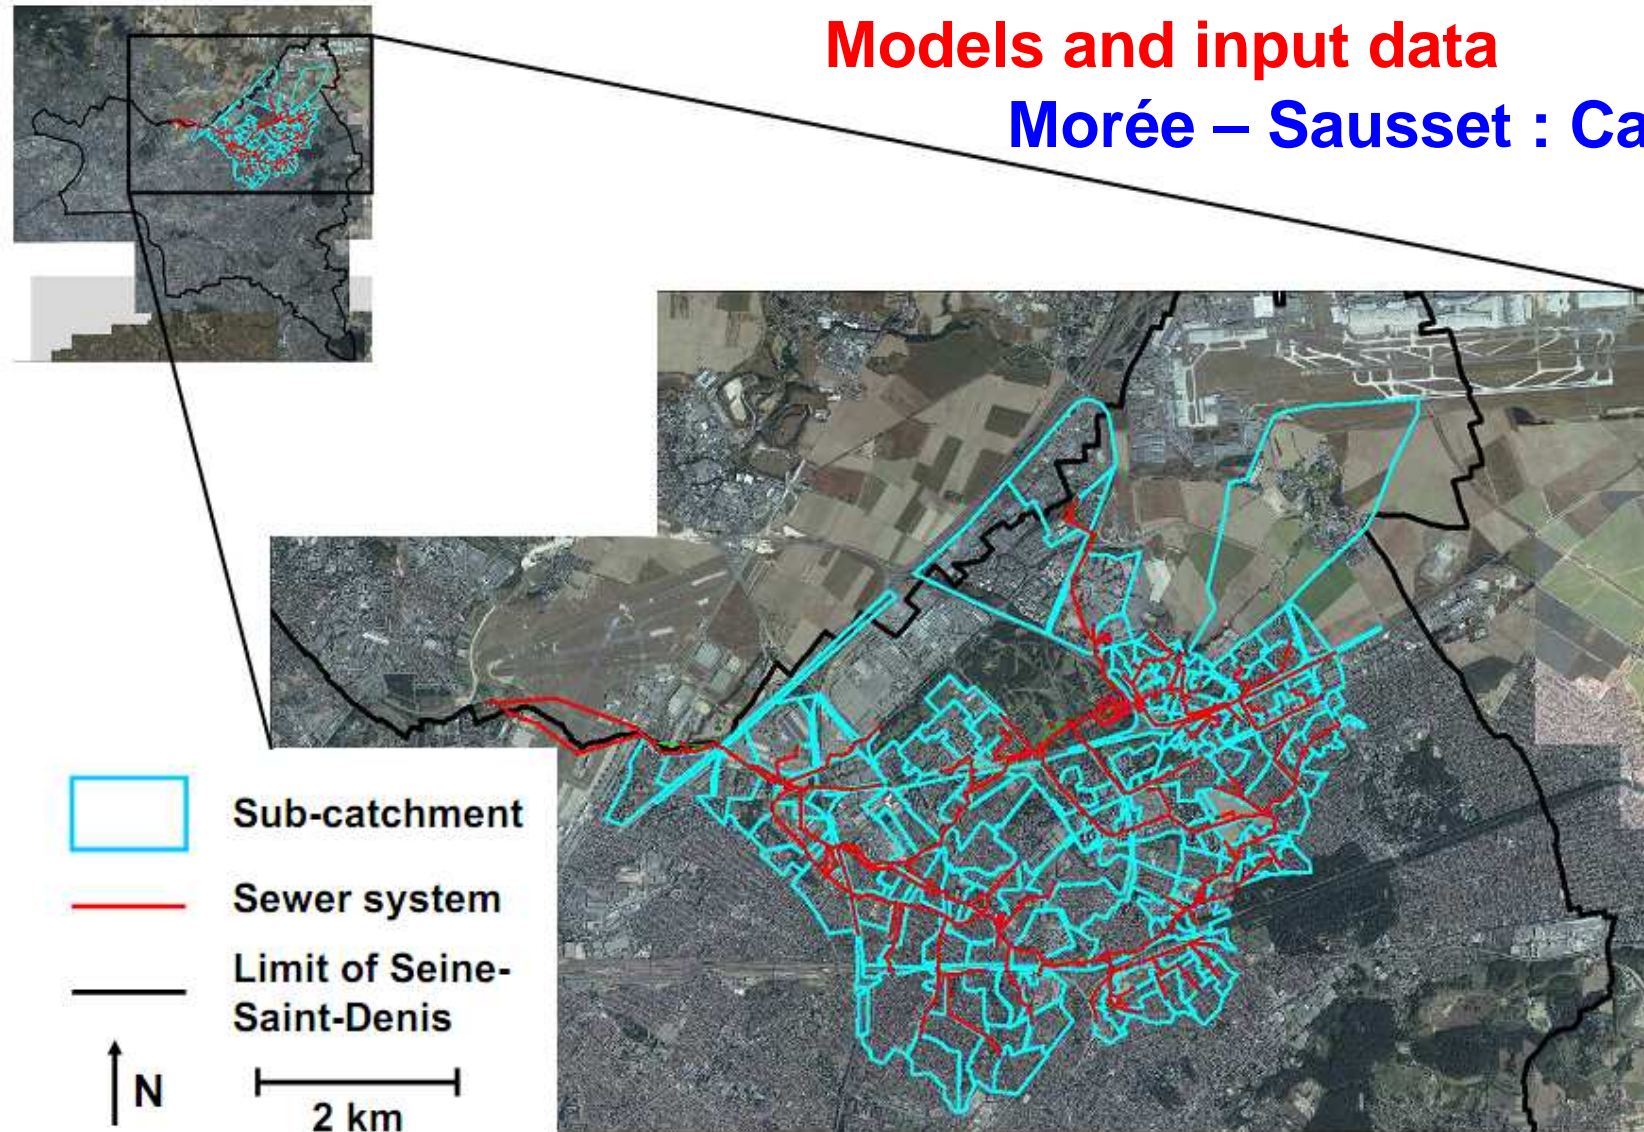 Models and input data
Morée – Sausset : Ca
Sub-catchment
Sewer system
Limit of Seine-
Saint-Denis
N
2 km